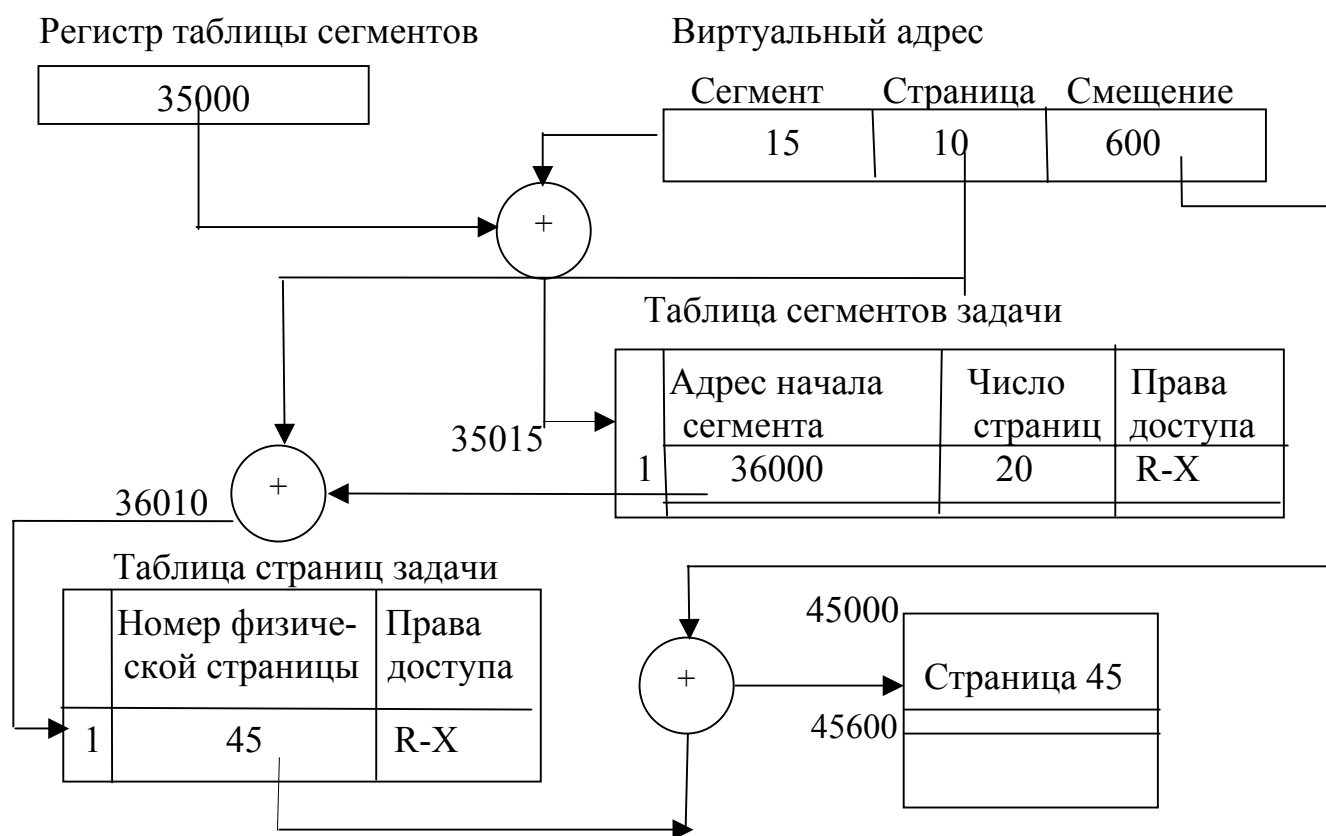 Регистр таблицы сегментов
35000
Виртуальный адрес
Сегмент Страница Смещение
15 10 600
+
Таблица сегментов задачи
Адрес начала сегмента
Число страниц
Права доступа
35015
1 36000 20 R-X
+
36010
Таблица страниц задачи
Номер физиче-
ской страницы
Права
доступа
1 45 R-X
+
45000
Страница 45
45600